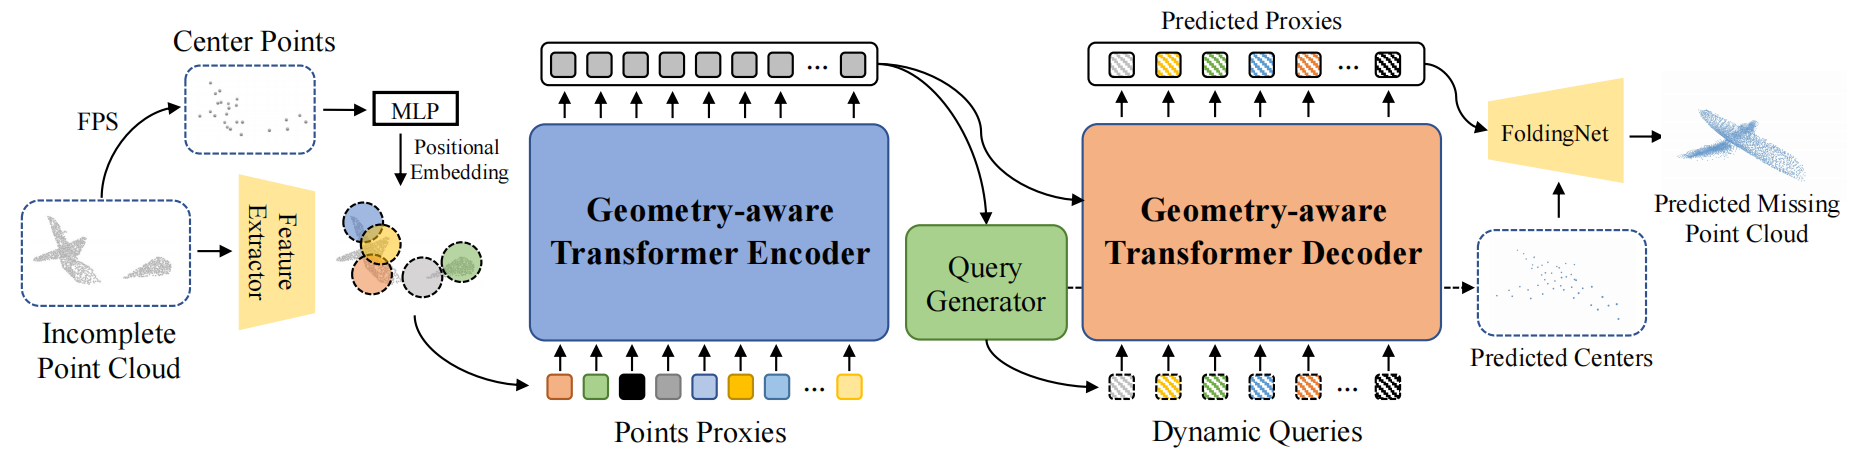 Center Points
FPS
MLP
Positional
Embedding
Feature
Extractor
Incomplete
Point Cloud
...
Geometry-aware
Transformer Encoder
...
Points Proxies
Query
Generator
Predicted Proxies
...
Geometry-aware
Transformer Decoder
...
Dynamic Queries
FoldingNet
Predicted Missing
Point Cloud
Predicted Centers